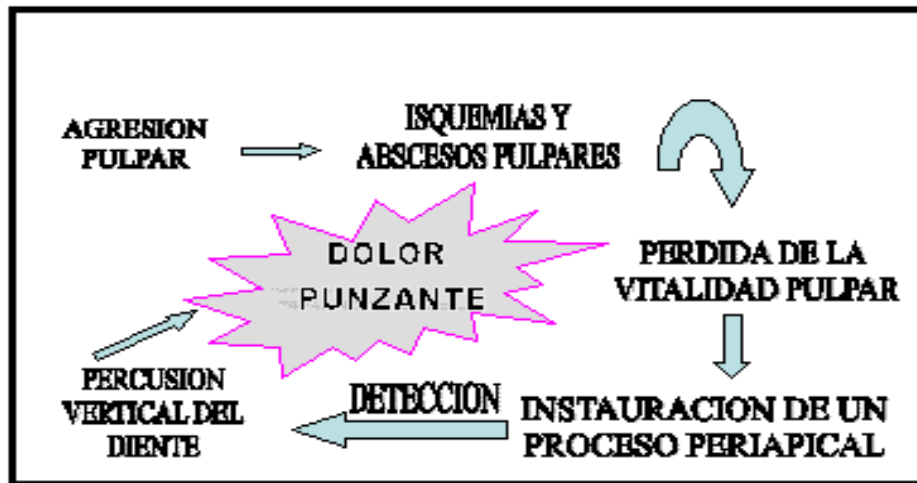 AGRESION
PULPAR
ISQUEMIAS Y
ABSCESOS PULPARES
PERDIDA DE LA
VITALIDAD PULPAR
INSTAURACION DE UN
PROCESO PERIAPICAL
DETECCION
PERCUSION
VERTICAL DEL
DIENTE
DOLOR
PUNZANTE